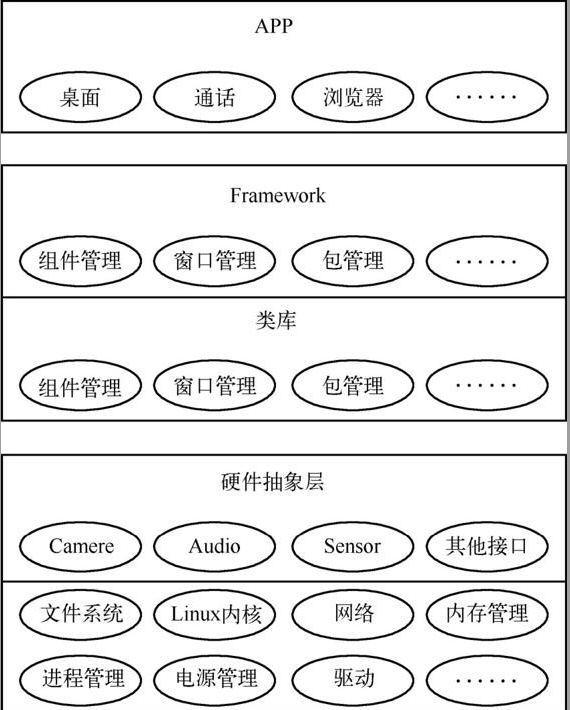 APP
桌面 通话 浏览器 ······
Framework
组件管理 窗口管理 包管理 ······
类库
组件管理 窗口管理 包管理 ······
硬件抽象层
Camere Audio Sensor 其他接口
文件系统 Linux内核 网络 内存管理
进程管理 电源管理 驱动 ······